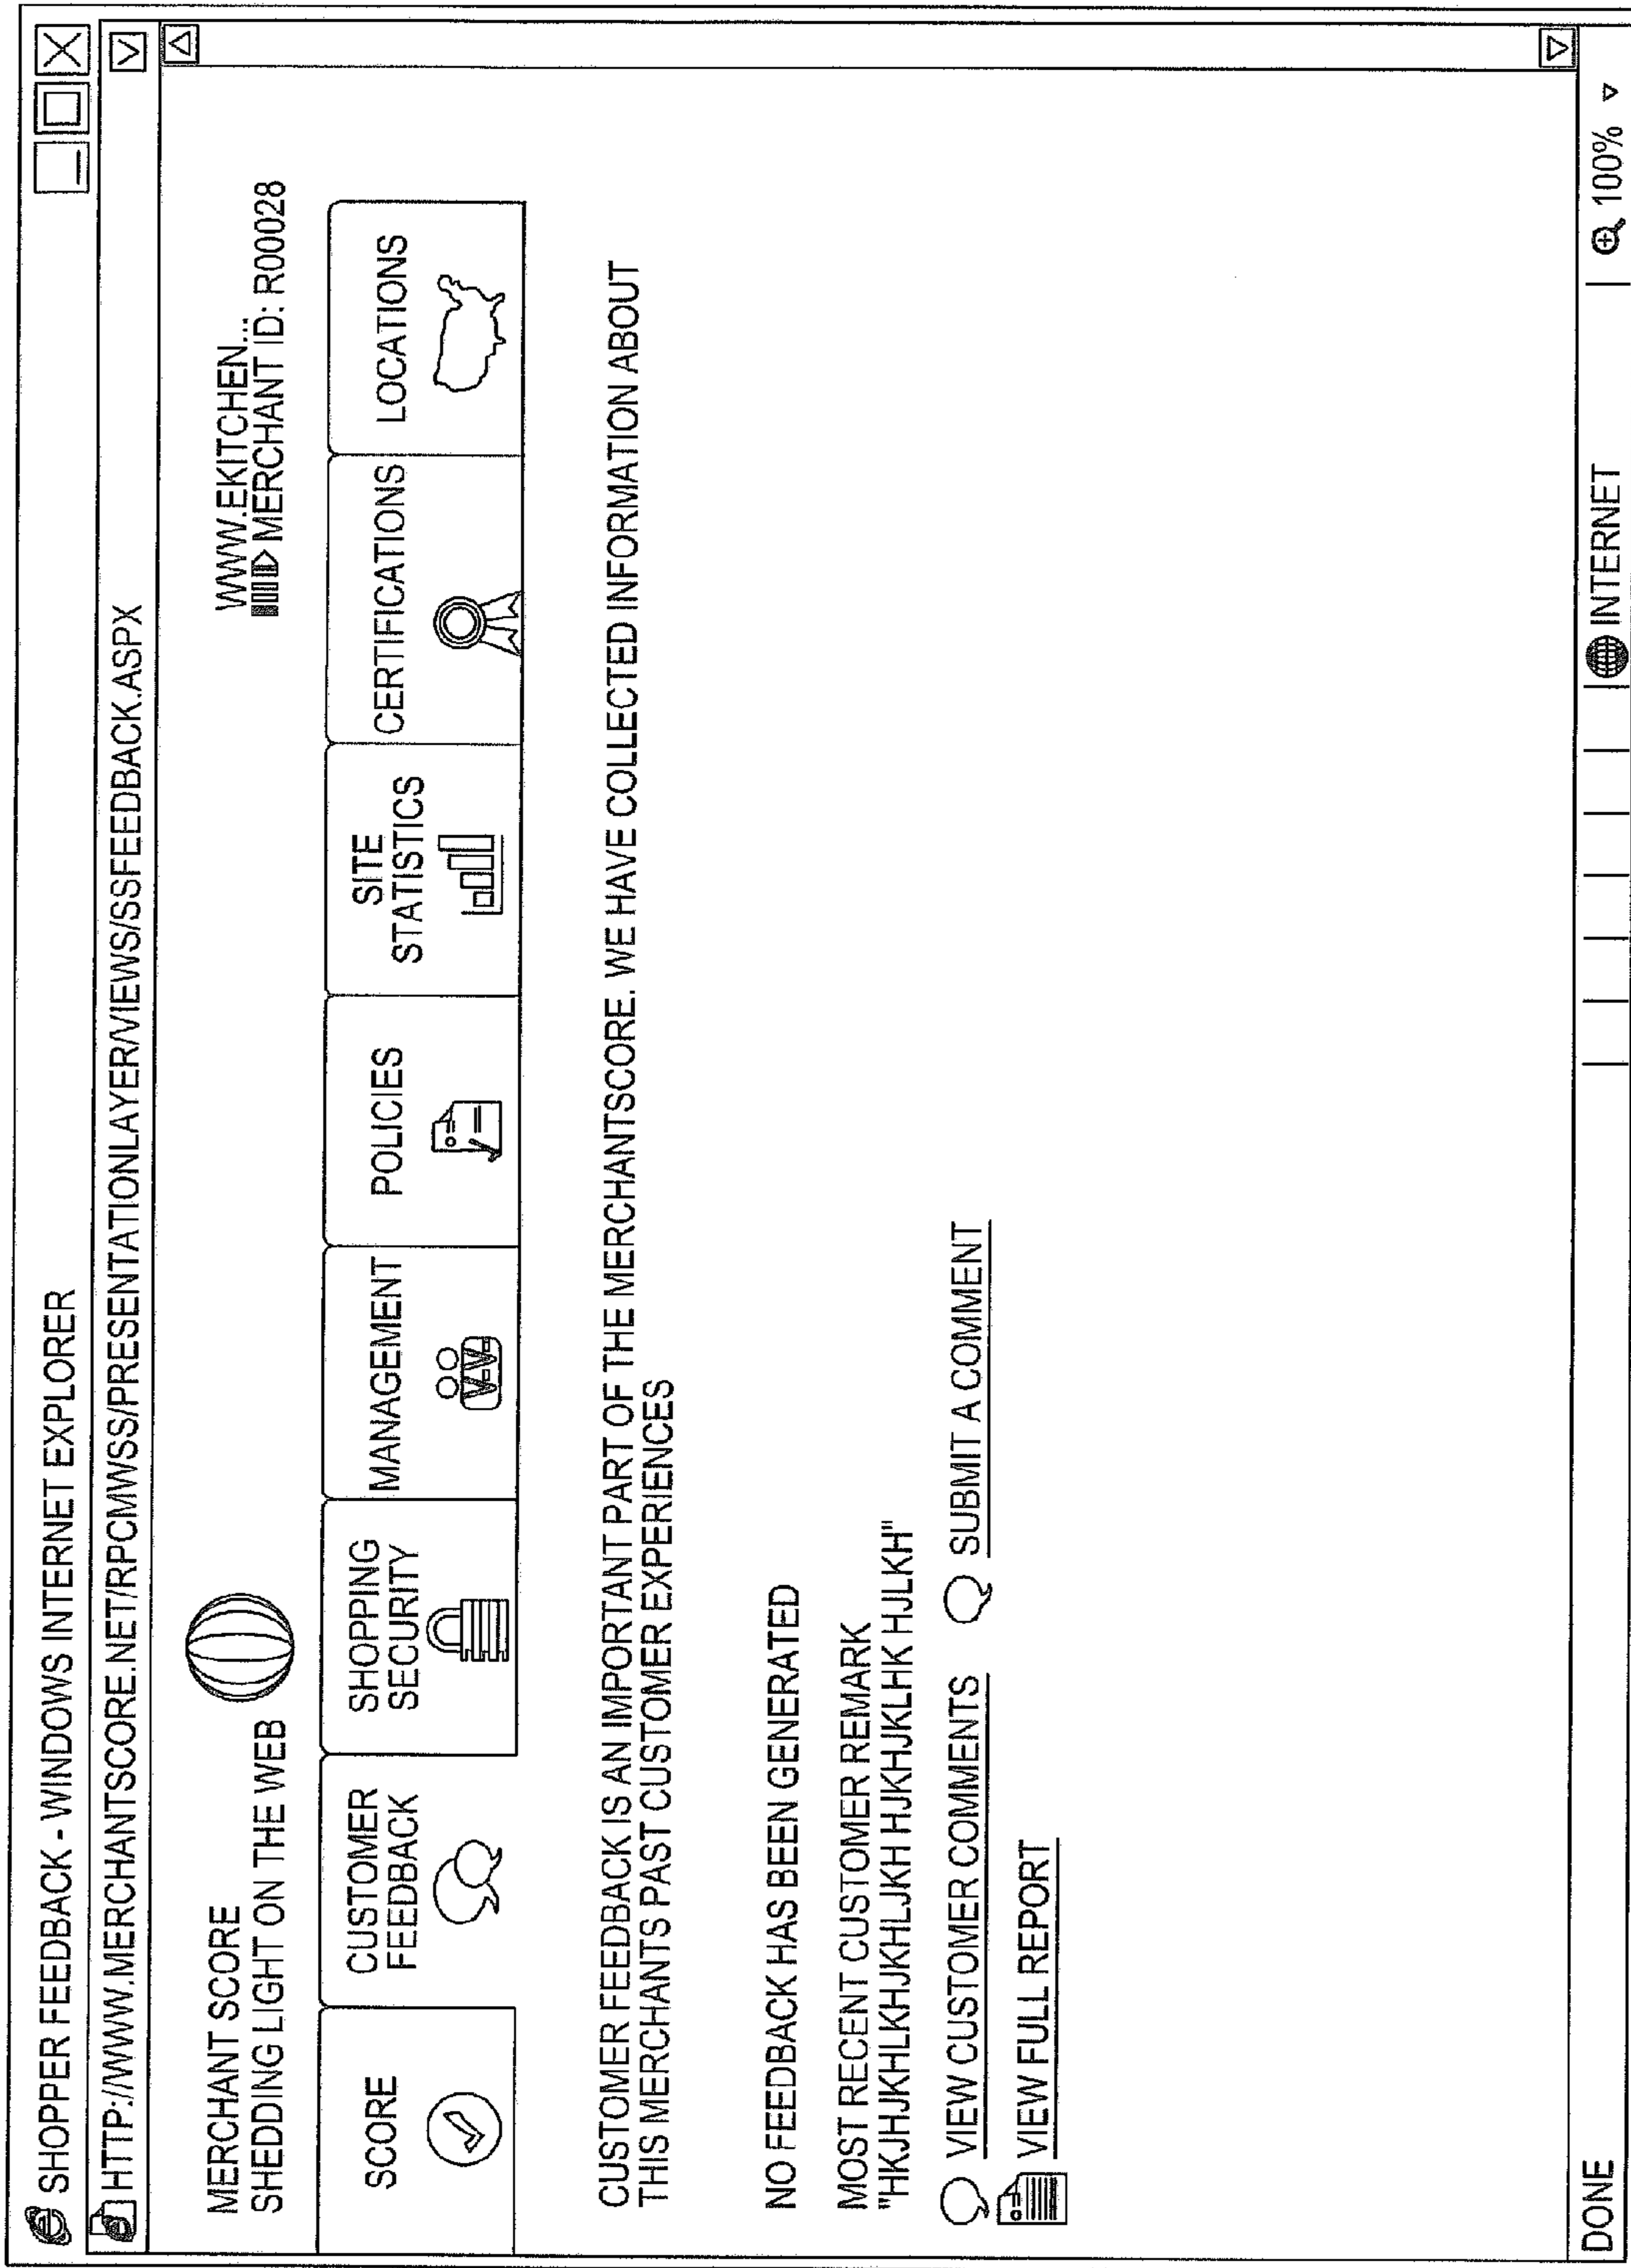 SHOPPER FEEDBACK - WINDOWS INTERNET EXPLORER
HTTP://WWW.MERCHANTSCORE.NET/RPCMWSS/PRESENTATIONLAYER/VIEWS/SSFEEDBACK.ASPX
MERCHANT SCORE
SHEDDING LIGHT ON THE WEB
WWW.EKITCHEN...
MERCHANT ID: R00028
SCORE
CUSTOMER
FEEDBACK
SHOPPING
SECURITY
MANAGEMENT
POLICIES
SITE
STATISTICS
CERTIFICATIONS
LOCATIONS
CUSTOMER FEEDBACK IS AN IMPORTANT PART OF THE MERCHANTSCORE. WE HAVE COLLECTED INFORMATION ABOUT
THIS MERCHANTS PAST CUSTOMER EXPERIENCES
NO FEEDBACK HAS BEEN GENERATED
MOST RECENT CUSTOMER REMARK
"HKJHJKHLKHJKHLJKH HJKHJKLHK HJLKH"
VIEW CUSTOMER COMMENTS
SUBMIT A COMMENT
VIEW FULL REPORT
DONE
INTERNET
100%